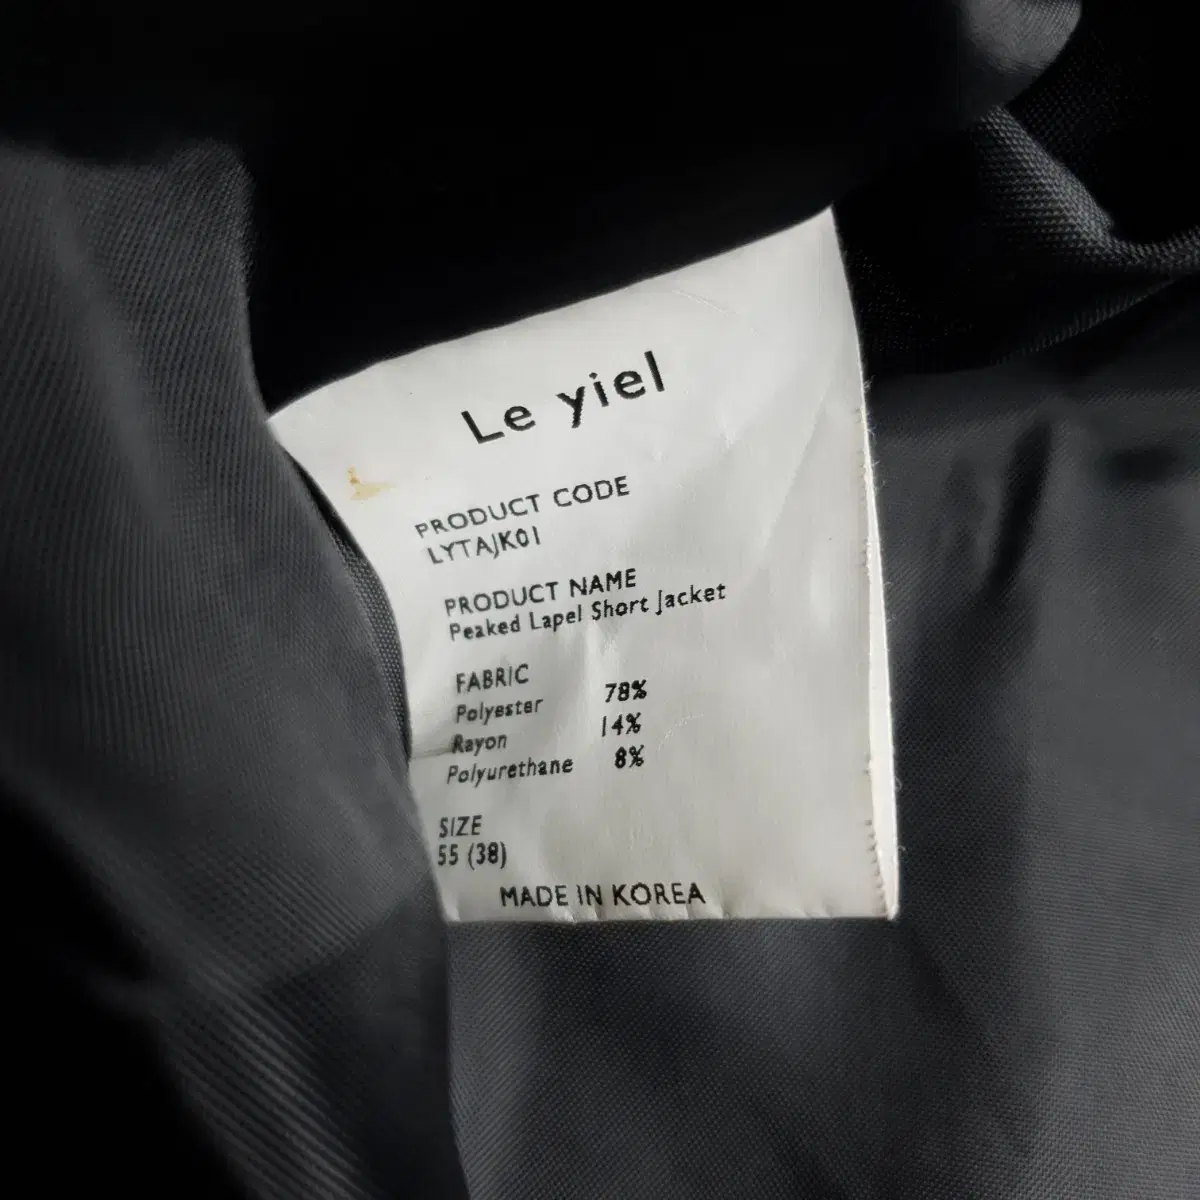 Le yiel
PRODUCT CODE
LYTAJK01
PRODUCT NAME
Peaked Lapel Short Jacket
FABRIC
Polyester 78%
Rayon 14%
Polyurethane 8%
SIZE
55 (38)
MADE IN KOREA